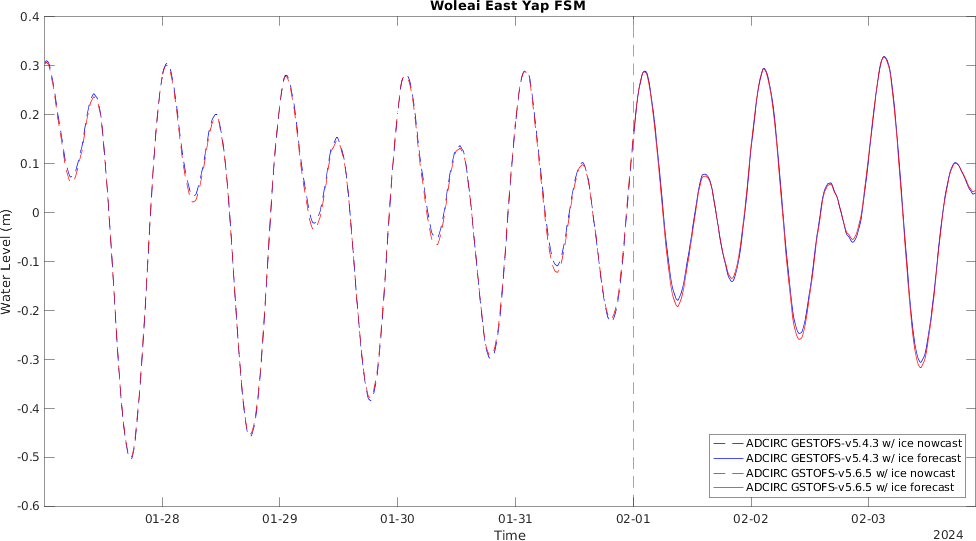 Woleai East Yap FSM
0.4
0.3
0.2
0.1
0
-0.1
-0.2
-0.3
-0.4
-0.5
-0.6
Water Level (m)
ADCIRC GESTOFS-v5.4.3 w/ ice nowcast
ADCIRC GESTOFS-v5.4.3 w/ ice forecast
ADCIRC GSTOFS-v5.6.5 w/ ice nowcast
ADCIRC GSTOFS-v5.6.5 w/ ice forecast
01-28 01-29 01-30 01-31 02-01 02-02 02-03
Time
2024